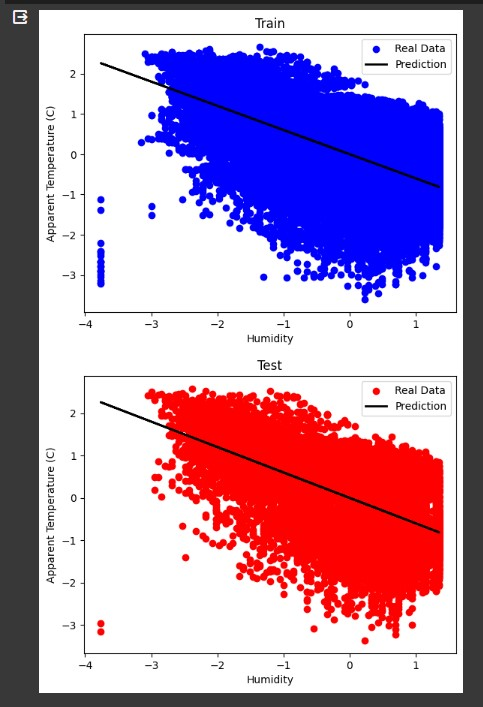 Train
Real Data
Prediction
2
1
0
−1
−2
−3
Apparent Temperature (C)
−4 −3 −2 −1 0 1
Humidity
Test
Real Data
Prediction
2
1
0
−1
−2
−3
Apparent Temperature (C)
−4 −3 −2 −1 0 1
Humidity